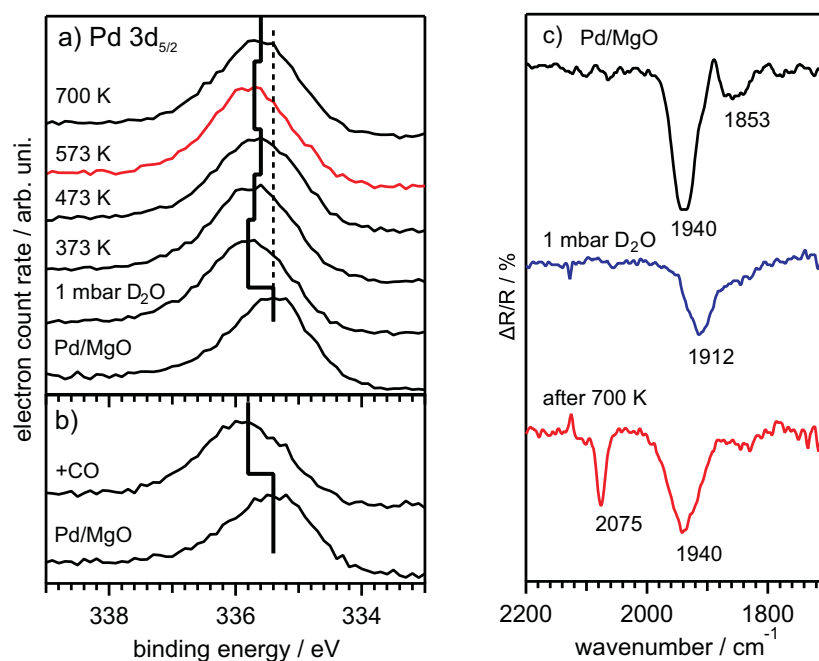 a) Pd 3d5/2
700 K
573 K
473 K
373 K
1 mbar D2O
Pd/MgO
b)
+CO
Pd/MgO
338
336
334
binding energy / eV
electron count rate / arb. uni.
c)
Pd/MgO
1853
1940
1 mbar D2O
1912
after 700 K
2075
1940
2200
2000
1800
wavenumber / cm-1
ΔR/R / %